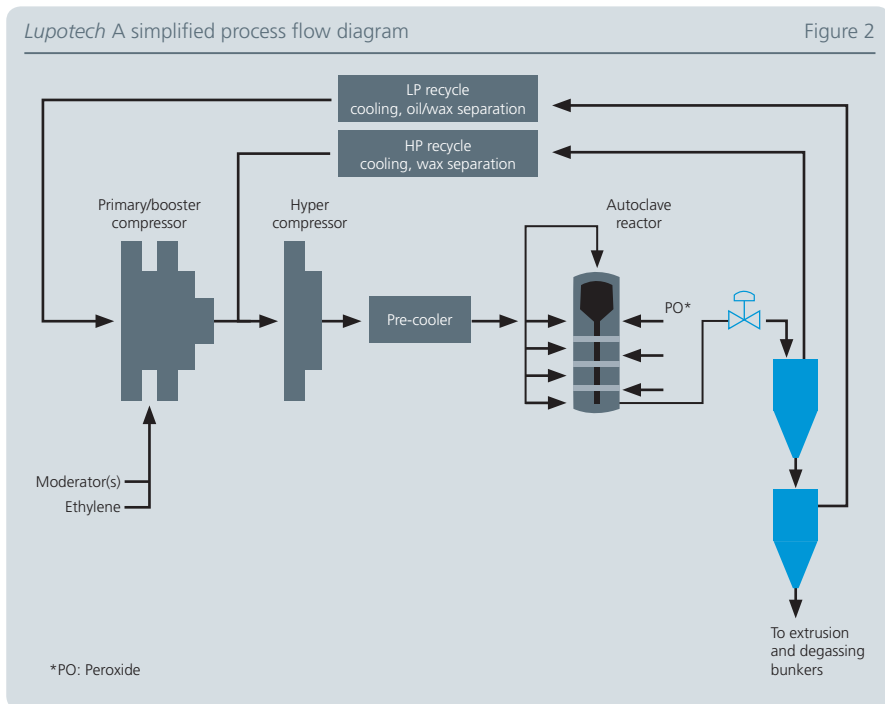 Lupotech A simplified process flow diagram
Figure 2
LP recycle
cooling, oil/wax separation
HP recycle
cooling, wax separation
Primary/booster
compressor
Hyper
compressor
Autoclave
reactor
Pre-cooler
PO*
Moderator(s)
Ethylene
To extrusion
and degassing
bunkers
*PO: Peroxide